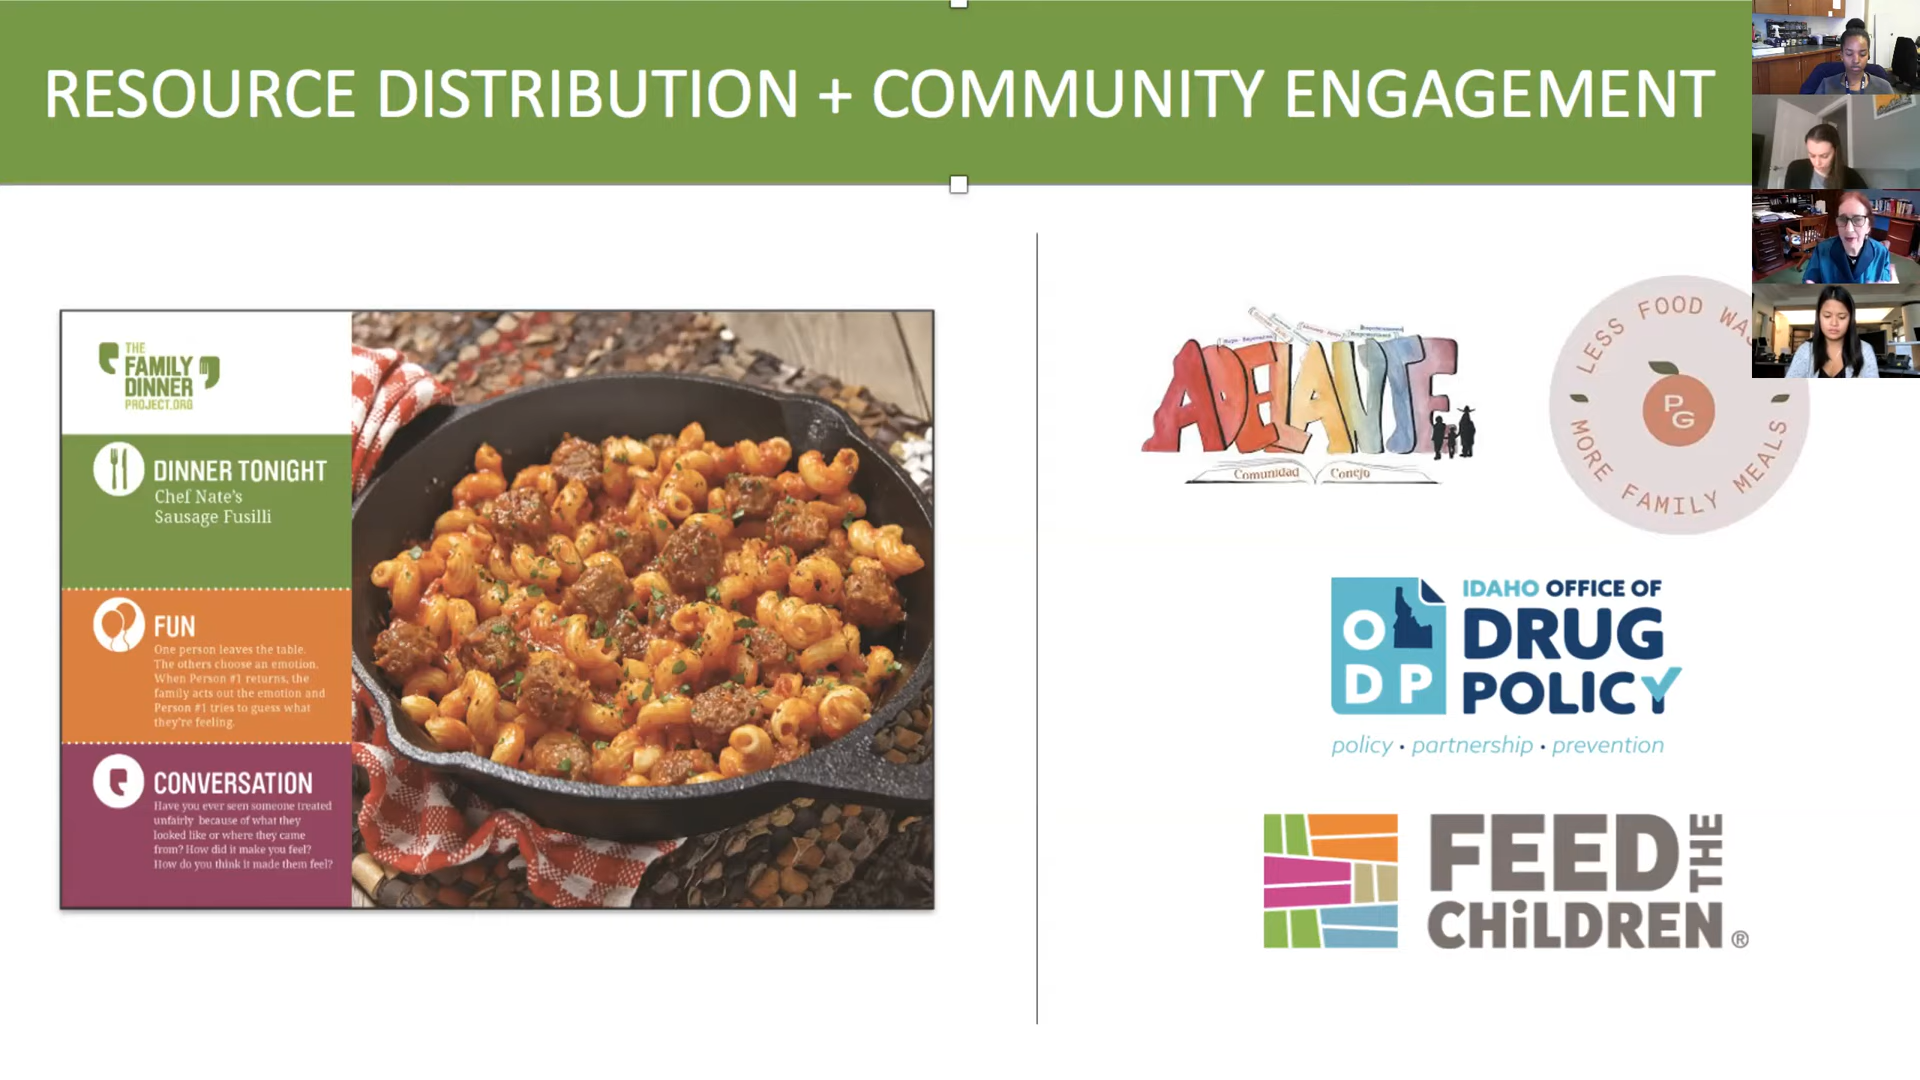 RESOURCE DISTRIBUTION + COMMUNITY ENGAGEMENT
THE
FAMILY
DINNER
PROJECT.ORG
DINNER TONIGHT
Chef Nate's
Sausage Fusilli
FUN
One person leaves the table.
The others choose an emotion.
When Person #1 returns, the
family acts out the emotion and
Person #1 tries to guess what
they're feeling.
CONVERSATION
Have you ever seen someone treated
unfairly because of what they
looked like or where they came
from? How did it make you feel?
How do you think it made them feel?
ADELANTE
Comunidad Conejo
LESS FOOD WAS
PG
MORE FAMILY MEALS
ODP
IDAHO OFFICE OF
DRUG
POLICY
policy • partnership • prevention
FEED THE
CHiLDREN®